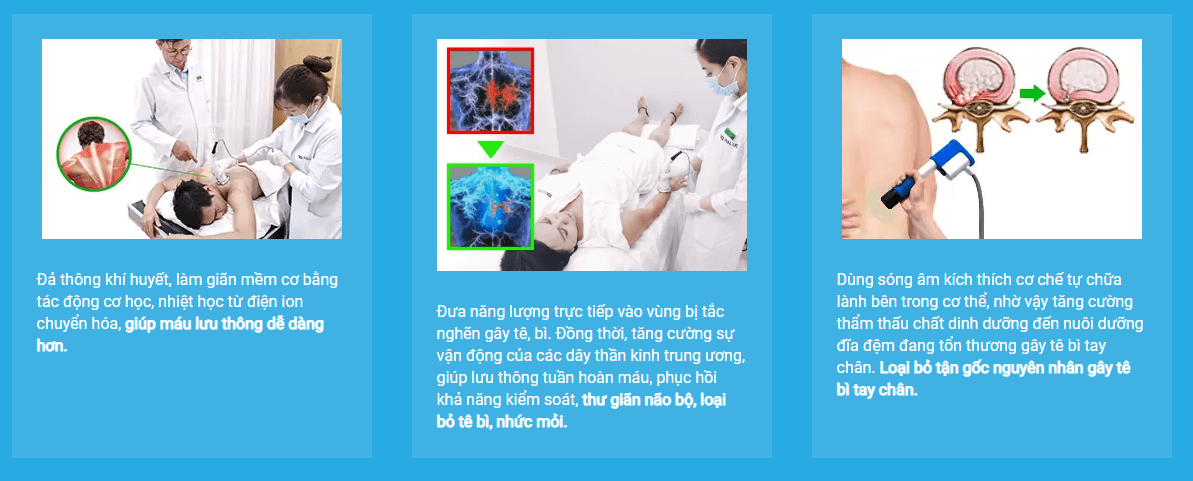 Đả thông khí huyết, làm giãn mềm cơ bằng
tác động cơ học, nhiệt học từ điện ion
chuyển hóa, giúp máu lưu thông dễ dàng
hơn.
Đưa năng lượng trực tiếp vào vùng bị tắc
nghẽn gây tê, bì. Đồng thời, tăng cường sự
vận động của các dây thần kinh trung ương,
giúp lưu thông tuần hoàn máu, phục hồi
khả năng kiểm soát, thư giãn não bộ, loại
bỏ tê bì, nhức mỏi.
Dùng sóng âm kích thích cơ chế tự chữa
lành bên trong cơ thể, nhờ vậy tăng cường
thẩm thấu chất dinh dưỡng đến nuôi dưỡng
đĩa đệm đang tổn thương gây tê bì tay
chân. Loại bỏ tận gốc nguyên nhân gây tê
bì tay chân.